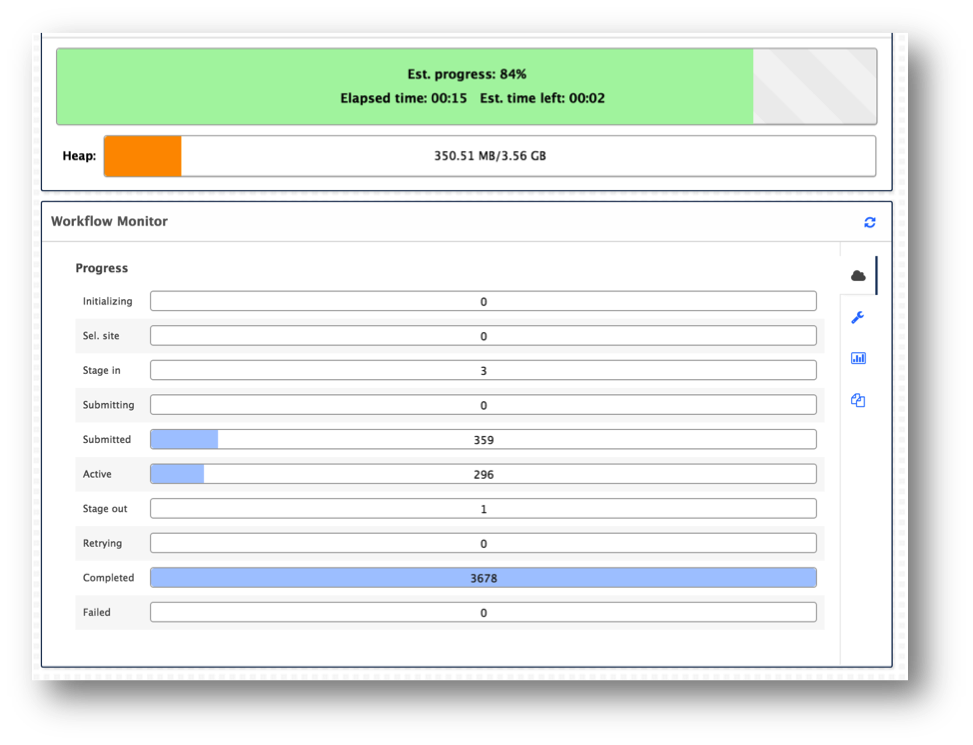 Est. progress: 84%
Elapsed time: 00:15 Est. time left: 00:02
Heap: 350.51 MB/3.56 GB
Workflow Monitor
Progress
Initializing 0
Sel. site 0
Stage in 3
Submitting 0
Submitted 359
Active 296
Stage out 1
Retrying 0
Completed 3678
Failed 0